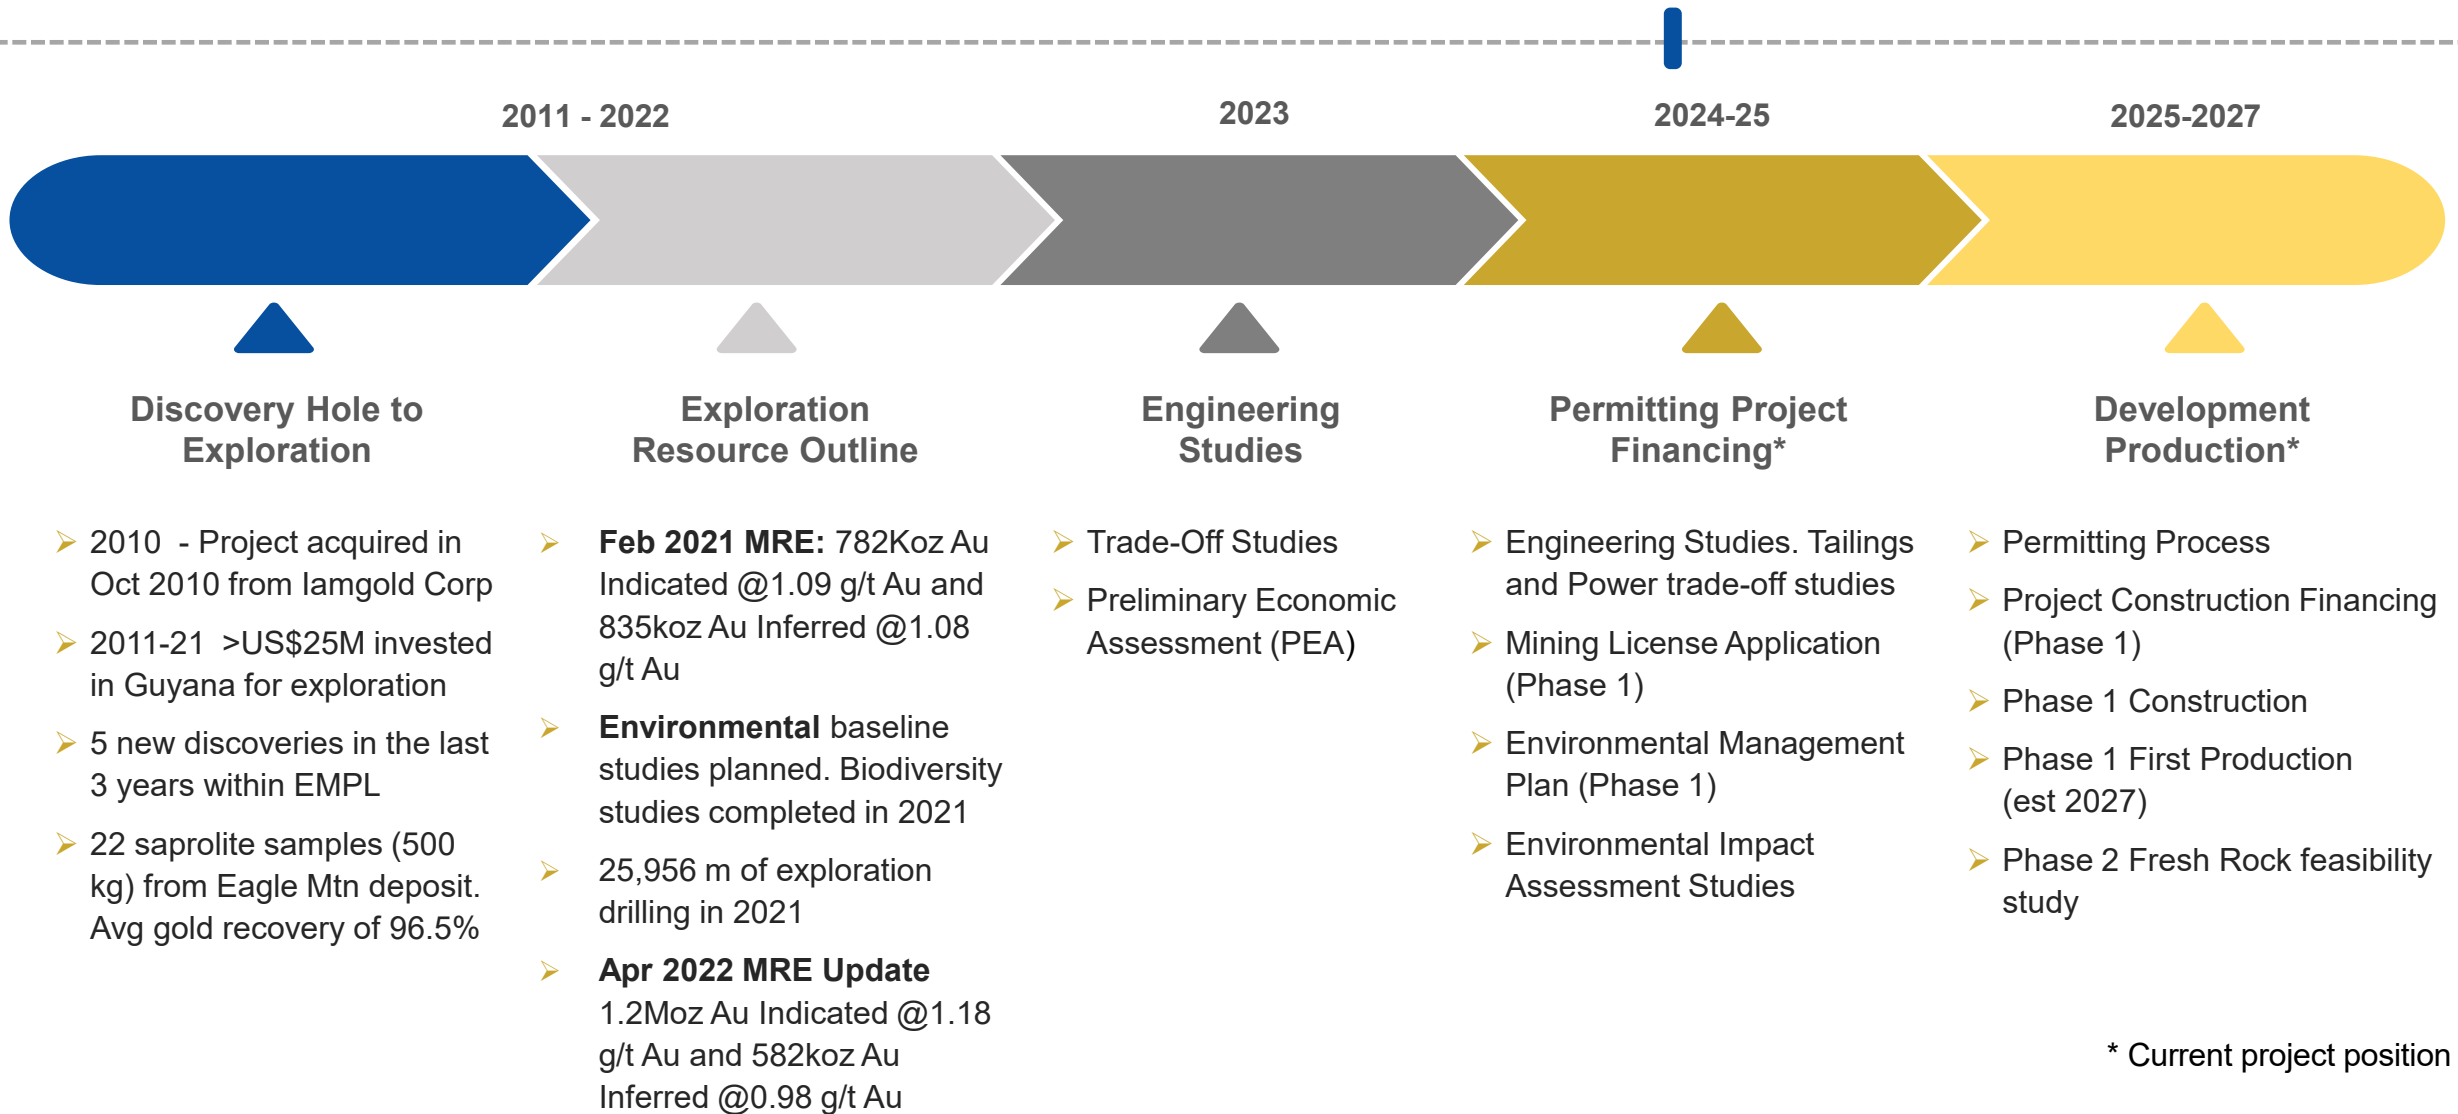 2011 - 2022
2023
2024-25
2025-2027
Discovery Hole to
Exploration
Exploration
Resource Outline
Engineering
Studies
Permitting Project
Financing*
Development
Production*
2010 - Project acquired in
Oct 2010 from Iamgold Corp
2011-21 >US$25M invested
in Guyana for exploration
5 new discoveries in the last
3 years within EMPL
22 saprolite samples (500
kg) from Eagle Mtn deposit.
Avg gold recovery of 96.5%
Feb 2021 MRE: 782Koz Au
Indicated @1.09 g/t Au and
835koz Au Inferred @1.08
g/t Au
Environmental baseline
studies planned. Biodiversity
studies completed in 2021
25,956 m of exploration
drilling in 2021
Apr 2022 MRE Update
1.2Moz Au Indicated @1.18
g/t Au and 582koz Au
Inferred @0.98 g/t Au
Trade-Off Studies
Preliminary Economic
Assessment (PEA)
Engineering Studies. Tailings
and Power trade-off studies
Mining License Application
(Phase 1)
Environmental Management
Plan (Phase 1)
Environmental Impact
Assessment Studies
Permitting Process
Project Construction Financing
(Phase 1)
Phase 1 Construction
Phase 1 First Production
(est 2027)
Phase 2 Fresh Rock feasibility
study
* Current project position